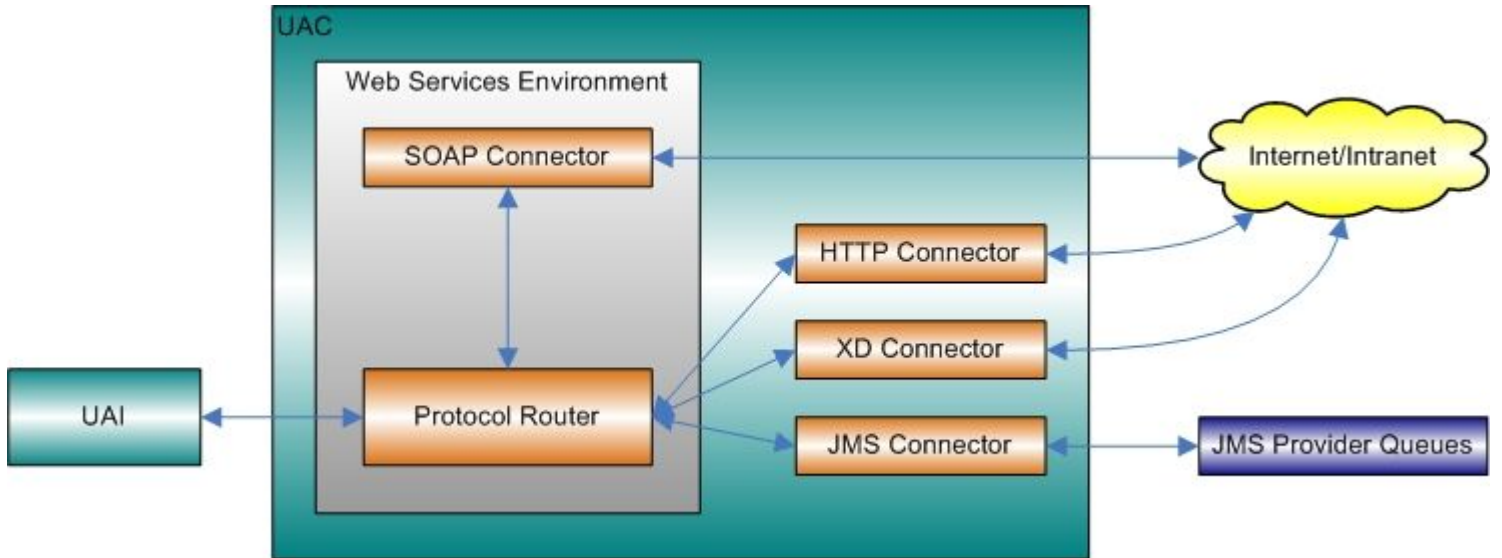 UAC
Web Services Environment
SOAP Connector
Internet/Intranet
HTTP Connector
XD Connector
UAI
Protocol Router
JMS Connector
JMS Provider Queues